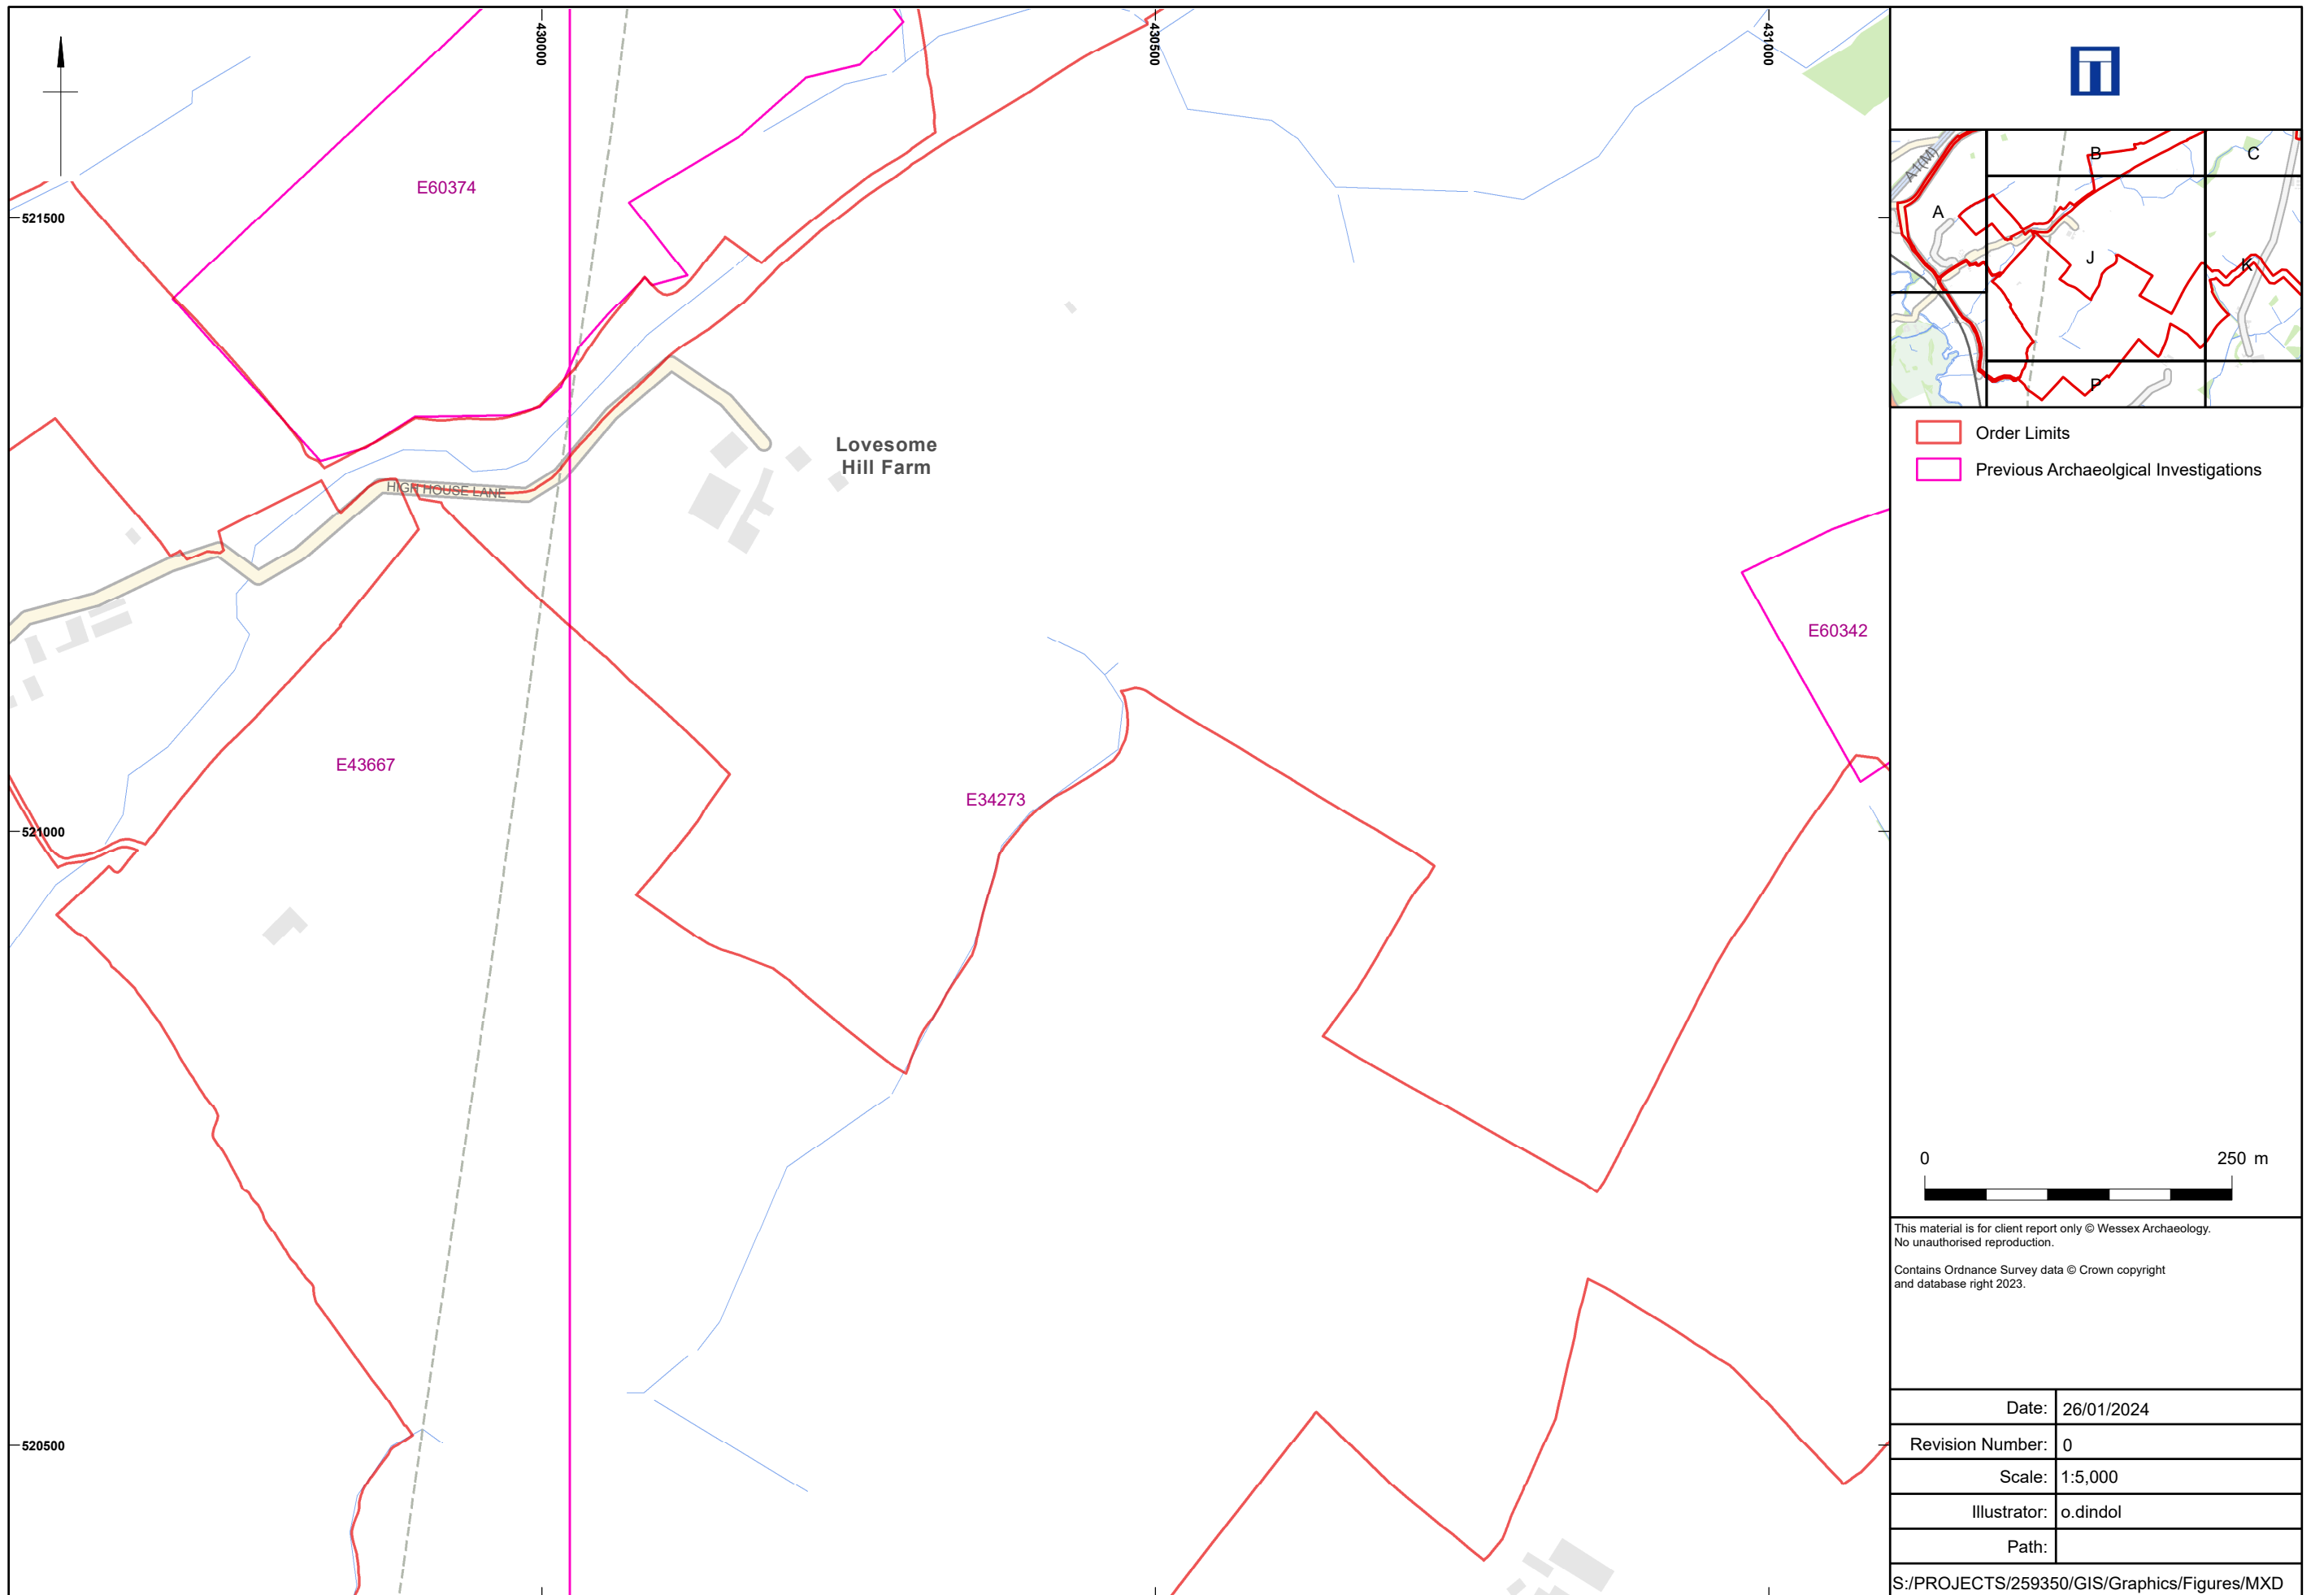 430000
430500
431000
521500
521000
520500
E60374
Lovesome
Hill Farm
HIGH HOUSE LANE
E60342
E43667
E34273
A1(M)
A
B
C
J
K
P
Order Limits
Previous Archaeolgical Investigations
0 250 m
This material is for client report only © Wessex Archaeology.
No unauthorised reproduction.
Contains Ordnance Survey data © Crown copyright
and database right 2023.
Date: 26/01/2024
Revision Number: 0
Scale: 1:5,000
Illustrator: o.dindol
Path:
S:/PROJECTS/259350/GIS/Graphics/Figures/MXD